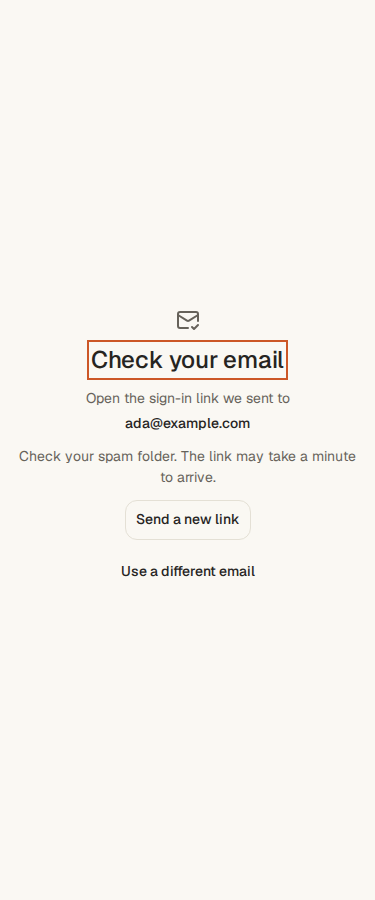 Check your email
Open the sign-in link we sent to
ada@example.com
Check your spam folder. The link may take a minute
to arrive.
Send a new link
Use a different email